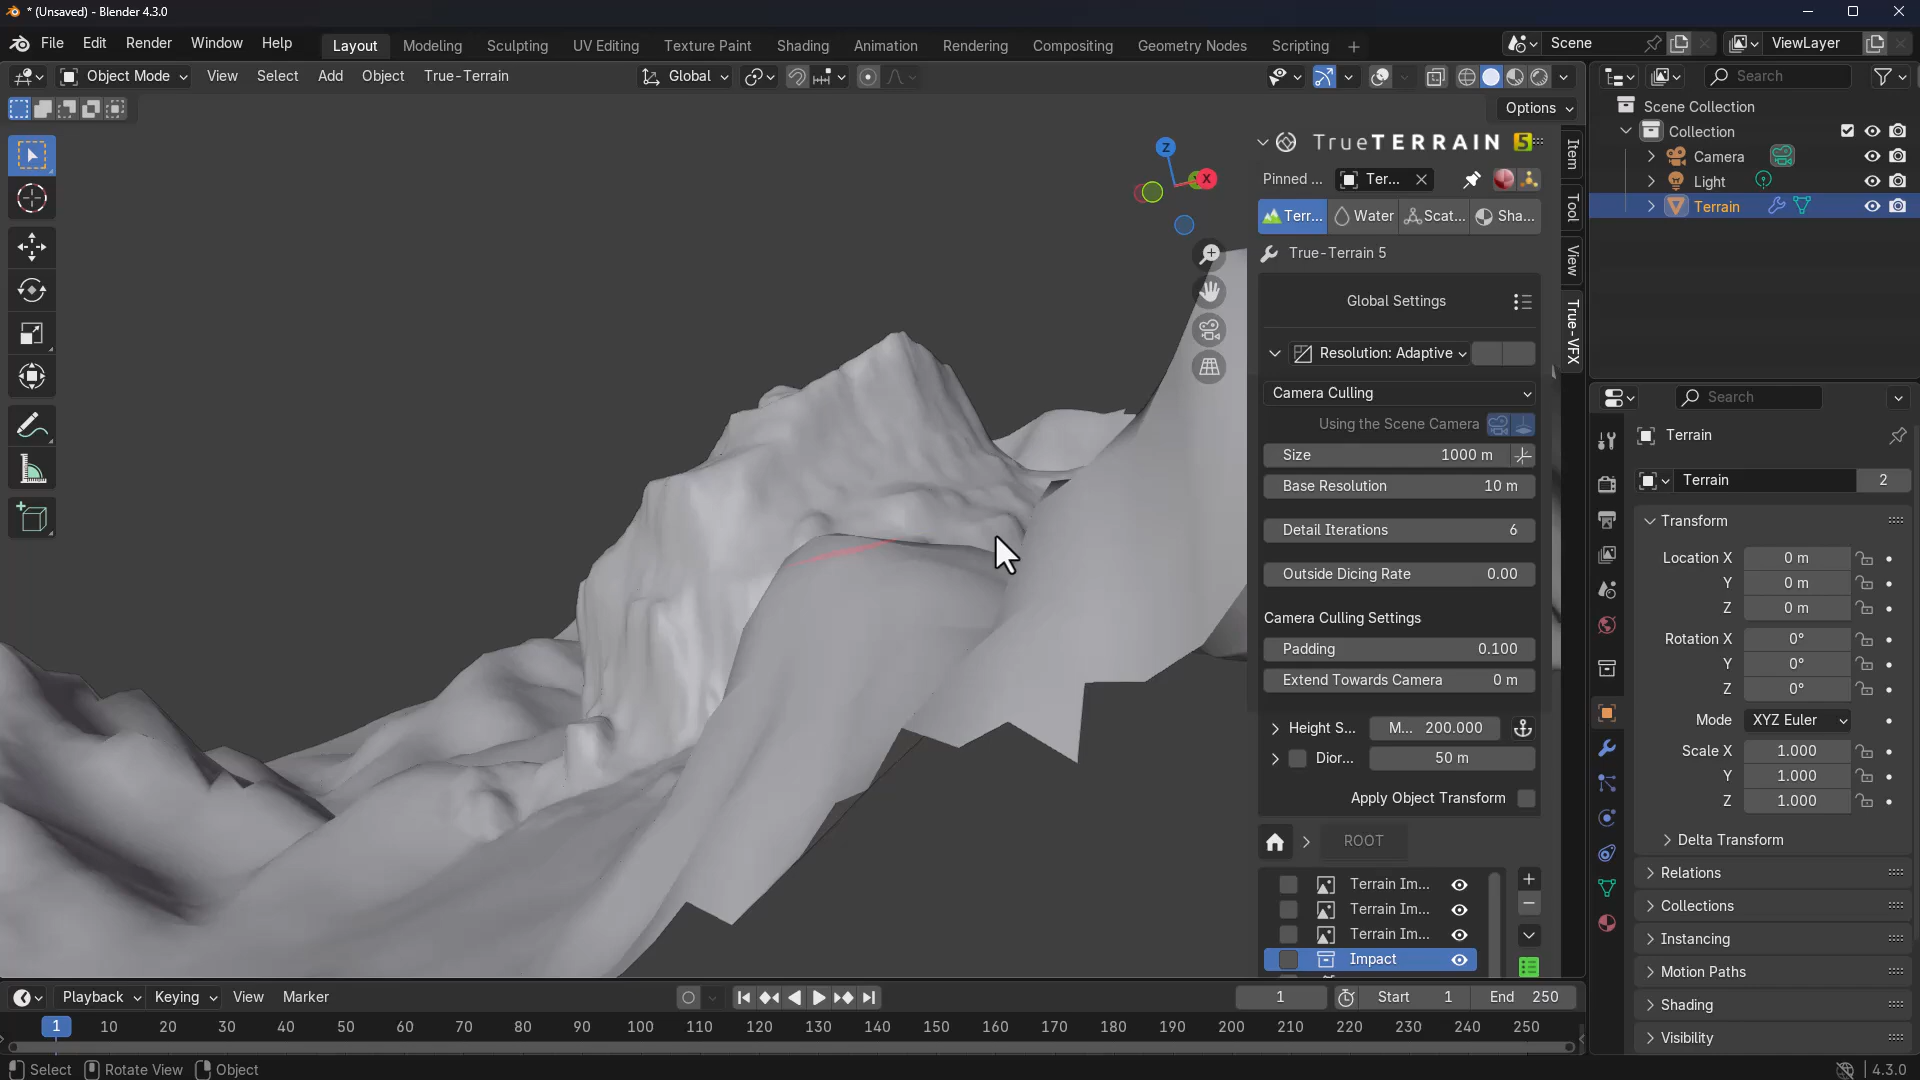 * (Unsaved) - Blender 4.3.0
File Edit Render Window Help
Layout Modeling Sculpting UV Editing Texture Paint Shading Animation Rendering Compositing Geometry Nodes Scripting +
Scene
ViewLayer
Object Mode View Select Add Object True-Terrain
Global
Search
Options
Scene Collection
Collection
Camera
Light
Terrain
TrueTERRAIN 5
Pinned ... Ter...
Terr... Water Scat... Sha...
True-Terrain 5
Global Settings
Resolution: Adaptive
Camera Culling
Using the Scene Camera
Size 1000 m
Base Resolution 10 m
Detail Iterations 6
Outside Dicing Rate 0.00
Camera Culling Settings
Padding 0.100
Extend Towards Camera 0 m
Height S... M... 200.000
Dior... 50 m
Apply Object Transform
ROOT
Terrain Im...
Terrain Im...
Terrain Im...
Impact
Item
Tool
View
True-VFX
Z
X
Search
Terrain
Terrain 2
Transform
Location X 0 m
Y 0 m
Z 0 m
Rotation X 0°
Y 0°
Z 0°
Mode XYZ Euler
Scale X 1.000
Y 1.000
Z 1.000
Delta Transform
Relations
Collections
Instancing
Motion Paths
Shading
Visibility
Playback Keying View Marker
1 Start 1 End 250
1 10 20 30 40 50 60 70 80 90 100 110 120 130 140 150 160 170 180 190 200 210 220 230 240 250
Select Rotate View Object
4.3.0